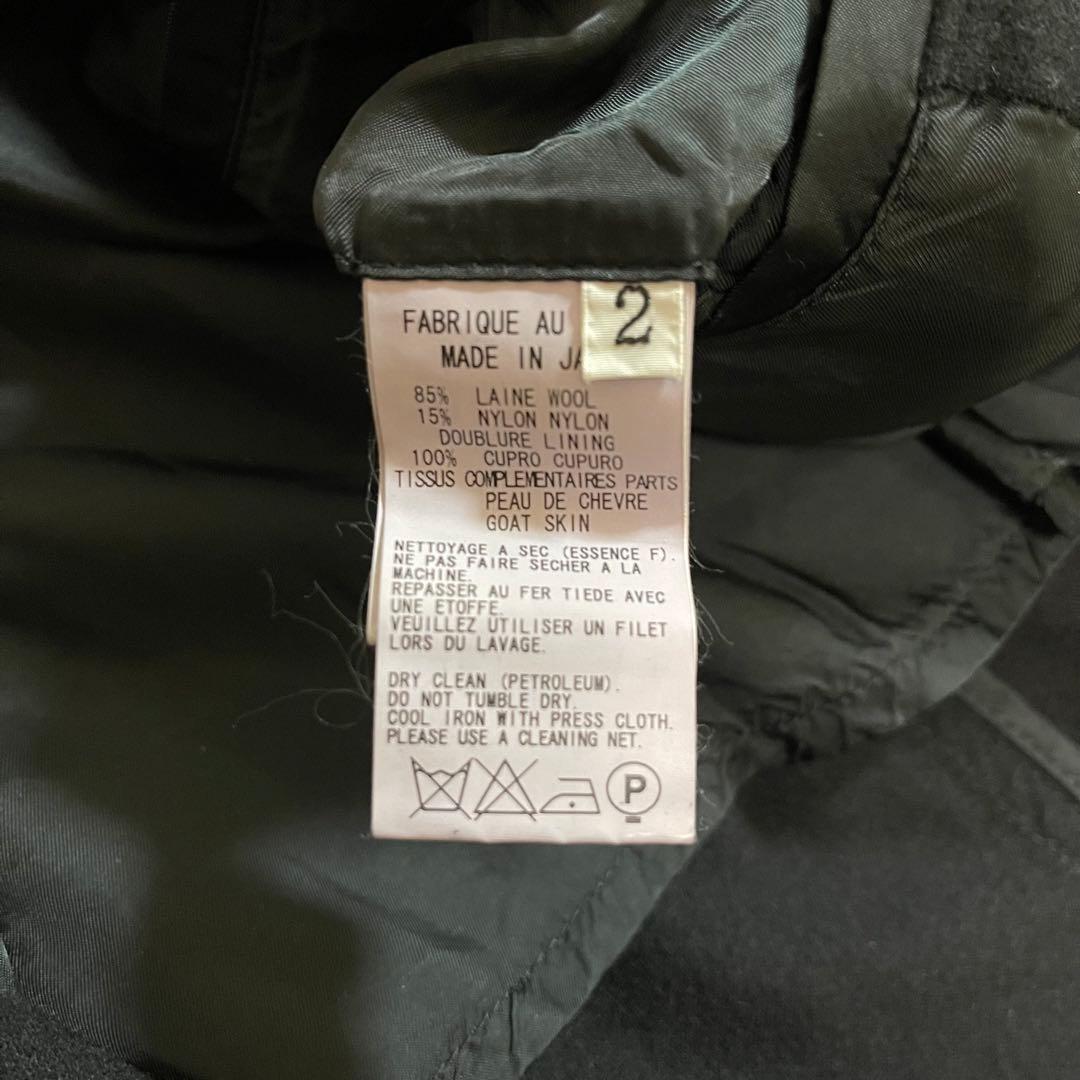 2
FABRIQUE AU
MADE IN JA
85% LAINE WOOL
15% NYLON NYLON
DOUBLURE LINING
100% CUPRO CUPURO
TISSUS COMPLEMENTAIRES PARTS
PEAU DE CHEVRE
GOAT SKIN
NETTOYAGE A SEC (ESSENCE F).
NE PAS FAIRE SECHER A LA
MACHINE.
REPASSER AU FER TIEDE AVEC
UNE ETOFFE.
VEUILLEZ UTILISER UN FILET
LORS DU LAVAGE.
DRY CLEAN (PETROLEUM).
DO NOT TUMBLE DRY.
COOL IRON WITH PRESS CLOTH.
PLEASE USE A CLEANING NET.
P